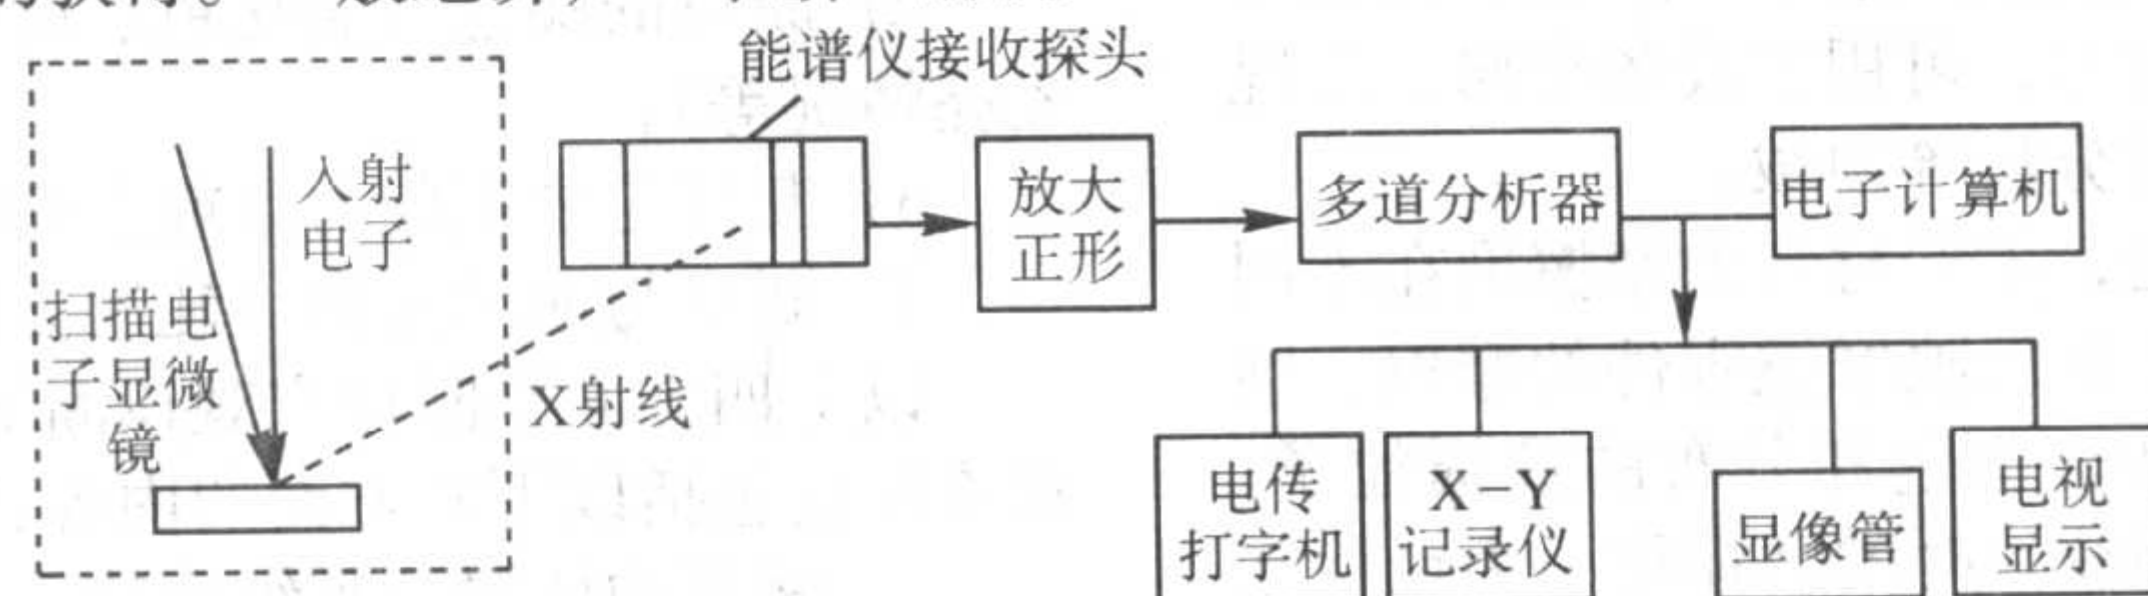 能谱仪接收探头
入射
电子
扫描电
子显微
镜
X射线
放大
正形
多道分析器
电子计算机
电传
打字机
X-Y
记录仪
显像管
电视
显示